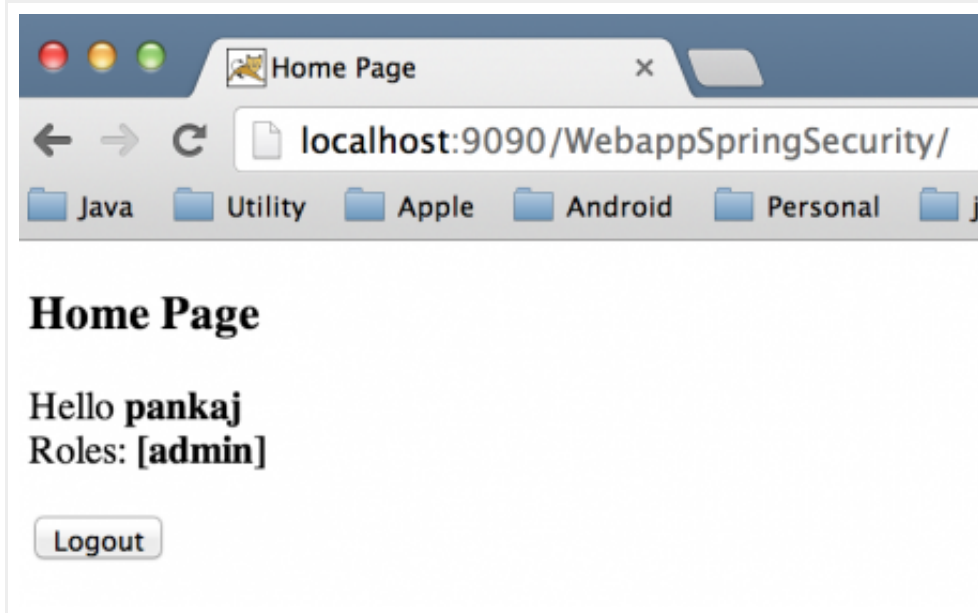 Home Page
localhost:9090/WebappSpringSecurity/
Java Utility Apple Android Personal j
Home Page
Hello pankaj
Roles: [admin]
Logout